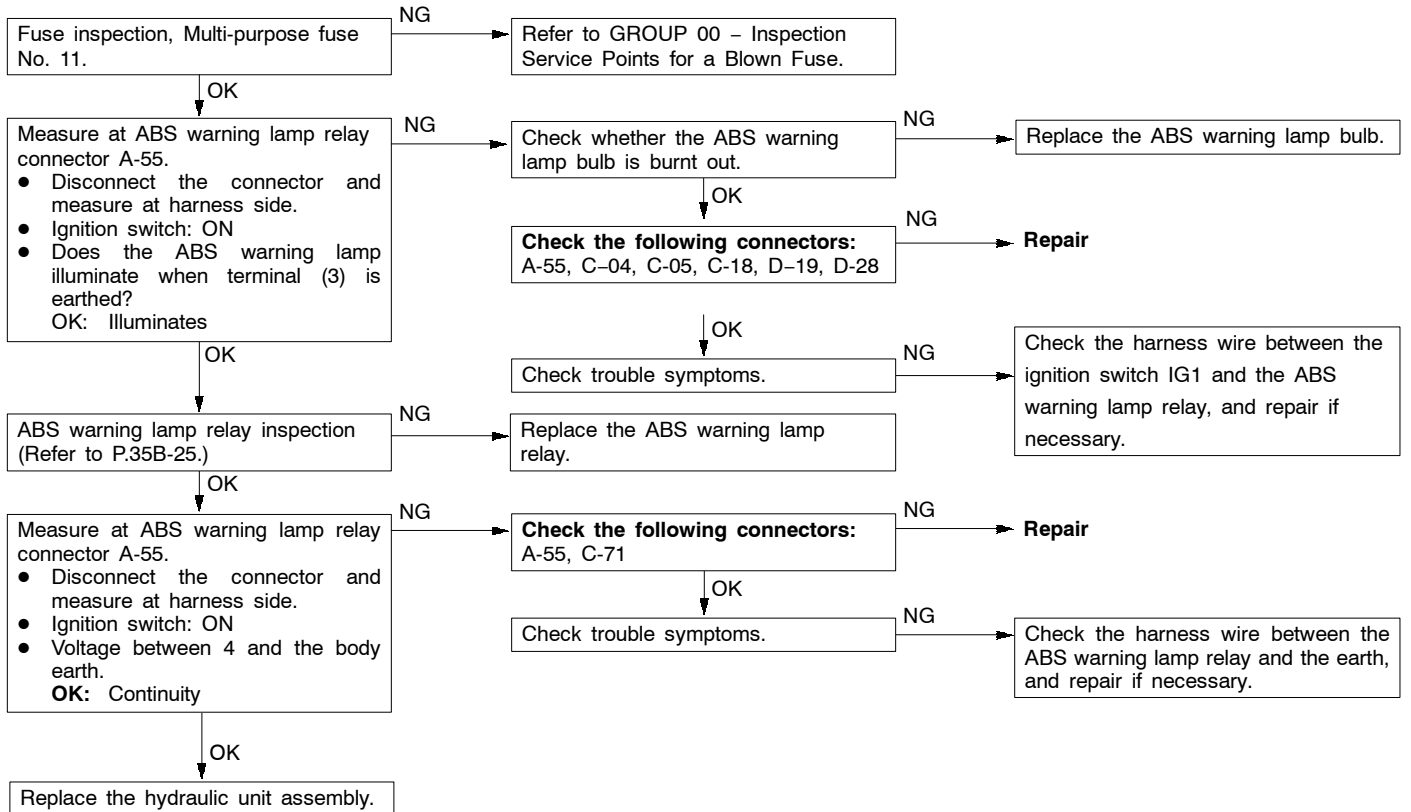 Fuse inspection, Multi-purpose fuse
No. 11.
NG
Refer to GROUP 00 – Inspection
Service Points for a Blown Fuse.
OK
Measure at ABS warning lamp relay
connector A-55.
● Disconnect the connector and
measure at harness side.
● Ignition switch: ON
● Does the ABS warning lamp
illuminate when terminal (3) is
earthed?
OK: Illuminates
NG
Check whether the ABS warning
lamp bulb is burnt out.
NG
Replace the ABS warning lamp bulb.
OK
Check the following connectors:
A-55, C–04, C-05, C-18, D–19, D-28
NG
Repair
OK
Check trouble symptoms.
NG
Check the harness wire between the
ignition switch IG1 and the ABS
warning lamp relay, and repair if
necessary.
OK
ABS warning lamp relay inspection
(Refer to P.35B-25.)
NG
Replace the ABS warning lamp
relay.
OK
Measure at ABS warning lamp relay
connector A-55.
● Disconnect the connector and
measure at harness side.
● Ignition switch: ON
● Voltage between 4 and the body
earth.
OK: Continuity
NG
Check the following connectors:
A-55, C-71
NG
Repair
OK
Check trouble symptoms.
NG
Check the harness wire between the
ABS warning lamp relay and the earth,
and repair if necessary.
OK
Replace the hydraulic unit assembly.